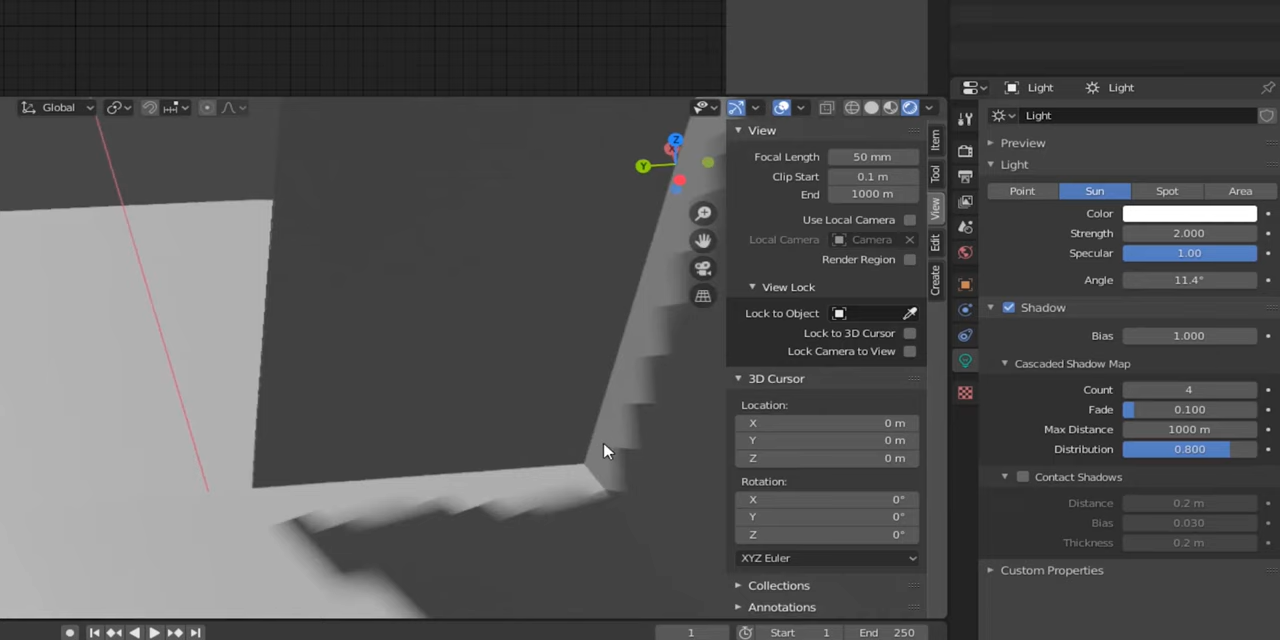 Global
Light
Light
Light
View
Focal Length 50 mm
Clip Start 0.1 m
End 1000 m
Use Local Camera
Local Camera Camera
Render Region
View Lock
Lock to Object
Lock to 3D Cursor
Lock Camera to View
3D Cursor
Location:
X 0 m
Y 0 m
Z 0 m
Rotation:
X 0°
Y 0°
Z 0°
XYZ Euler
Collections
Annotations
Item
Tool
View
Edit
Create
Z
X
Y
Preview
Light
Point Sun Spot Area
Color
Strength 2.000
Specular 1.00
Angle 11.4°
Shadow
Bias 1.000
Cascaded Shadow Map
Count 4
Fade 0.100
Max Distance 1000 m
Distribution 0.800
Contact Shadows
Distance 0.2 m
Bias 0.030
Thickness 0.2 m
Custom Properties
1 Start 1 End 250